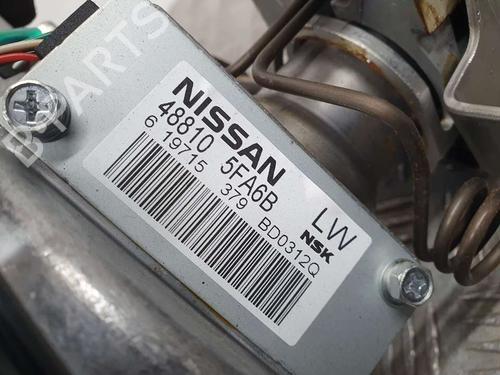 NISSAN
48810 5FA6B
6 19715 379 BD0312Q
LW
NSK
B-PARTS